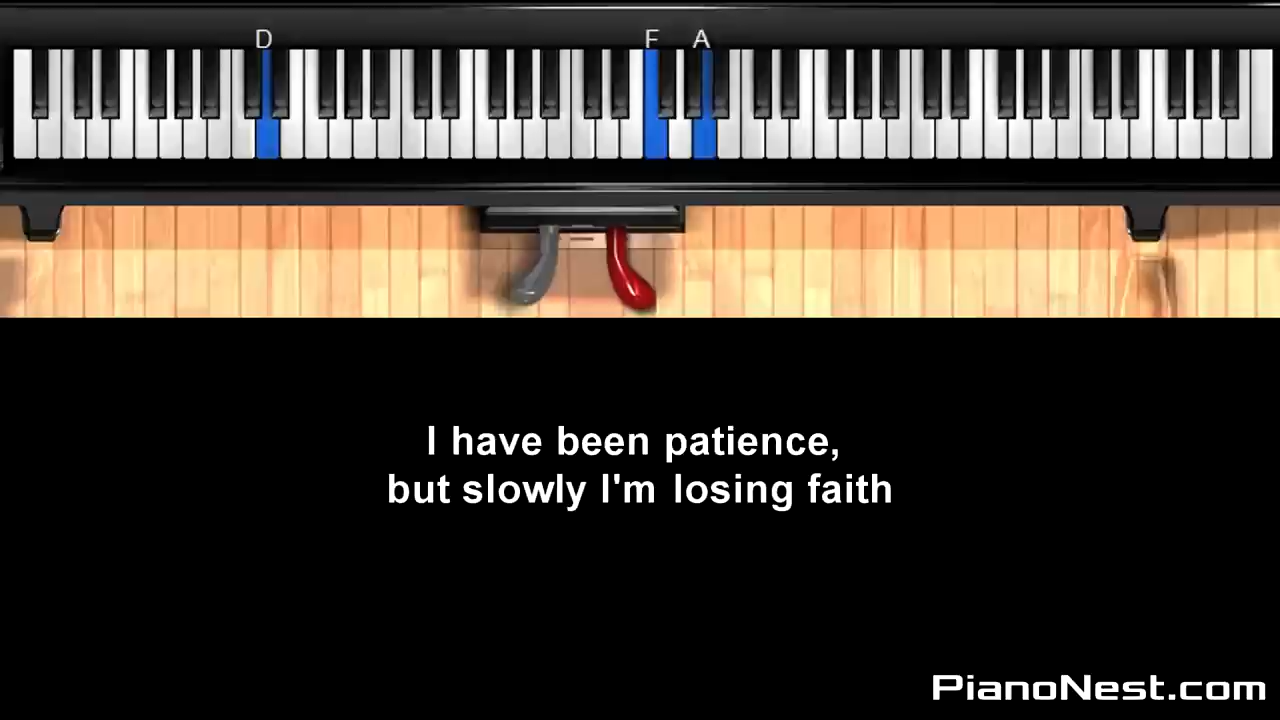 D F A
I have been patience,
but slowly I'm losing faith
PianoNest.com